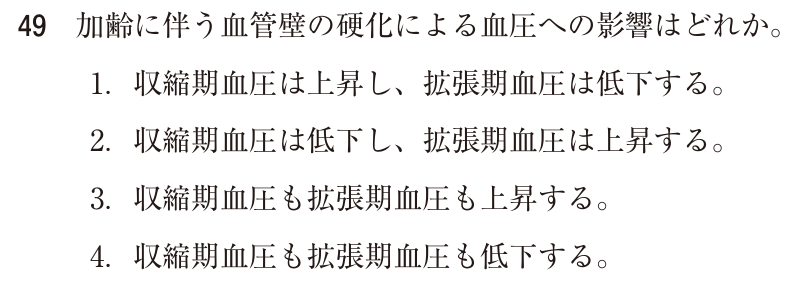 49 加齢に伴う血管壁の硬化による血圧への影響はどれか。
1. 収縮期血圧は上昇し、拡張期血圧は低下する。
2. 収縮期血圧は低下し、拡張期血圧は上昇する。
3. 収縮期血圧も拡張期血圧も上昇する。
4. 収縮期血圧も拡張期血圧も低下する。